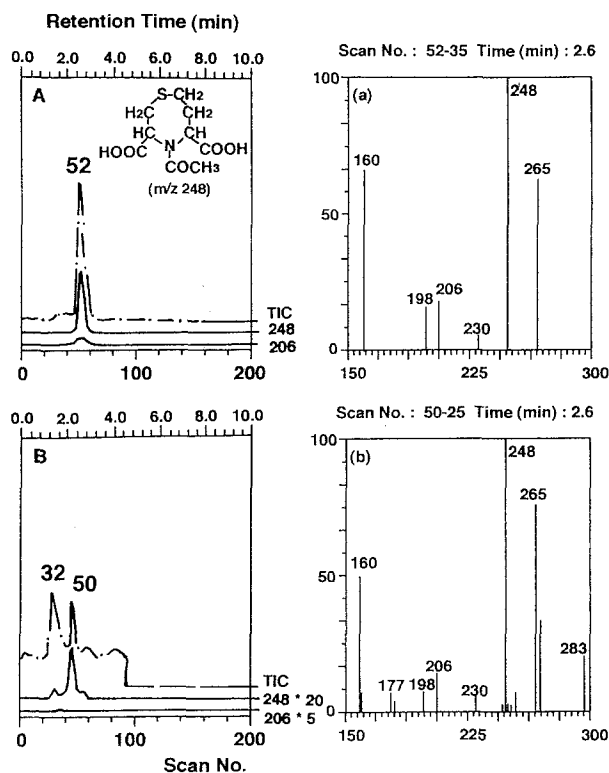 Retention Time (min)
0.0 2.0 4.0 6.0 8.0 10.0
A
S-CH2
H2C CH2
HC CH
HOOC N COOH
COCH3
(m/z 248)
52
TIC
248
206
0 100 200
Scan No. : 52-35 Time (min) : 2.6
100
(a)
248
160
265
50
198
206
230
0
150 225 300
0.0 2.0 4.0 6.0 8.0 10.0
B
32 50
TIC
248 * 20
206 * 5
0 100 200
Scan No.
Scan No. : 50-25 Time (min) : 2.6
100
(b)
248
265
160
50
206
283
177 198
230
0
150 225 300